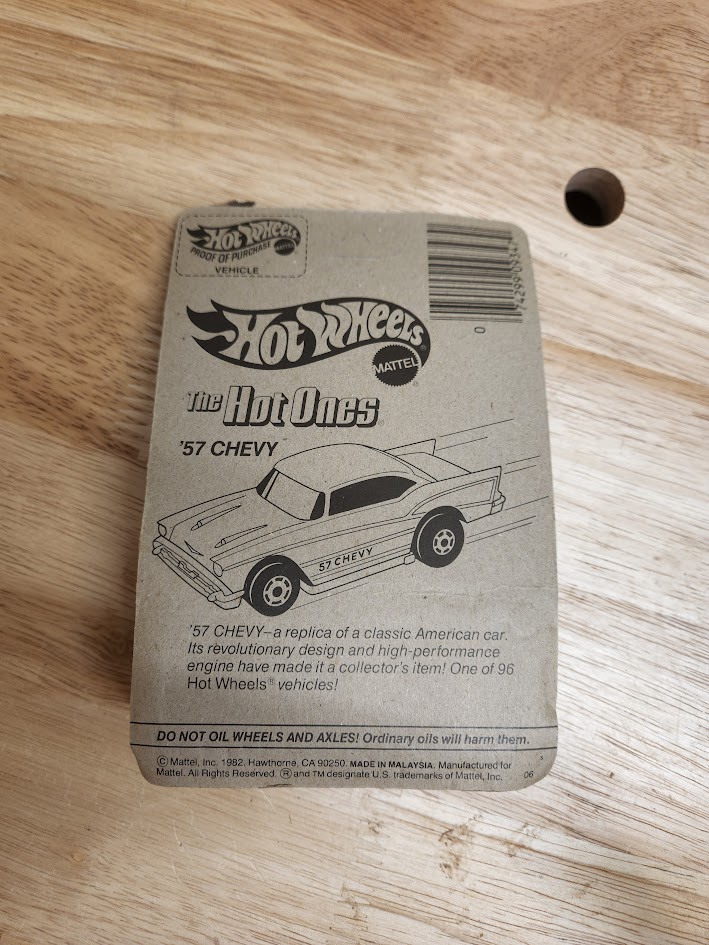 HOT WHEELS
MATTEL
PROOF OF PURCHASE
VEHICLE
HOT WHEELS®
MATTEL®
The Hot Ones®
'57 CHEVY
57 CHEVY
'57 CHEVY–a replica of a classic American car.
Its revolutionary design and high-performance
engine have made it a collector's item! One of 96
Hot Wheels® vehicles!
DO NOT OIL WHEELS AND AXLES! Ordinary oils will harm them.
© Mattel, Inc. 1982. Hawthorne, CA 90250. MADE IN MALAYSIA. Manufactured for
Mattel. All Rights Reserved. ® and TM designate U.S. trademarks of Mattel, Inc.
06
0